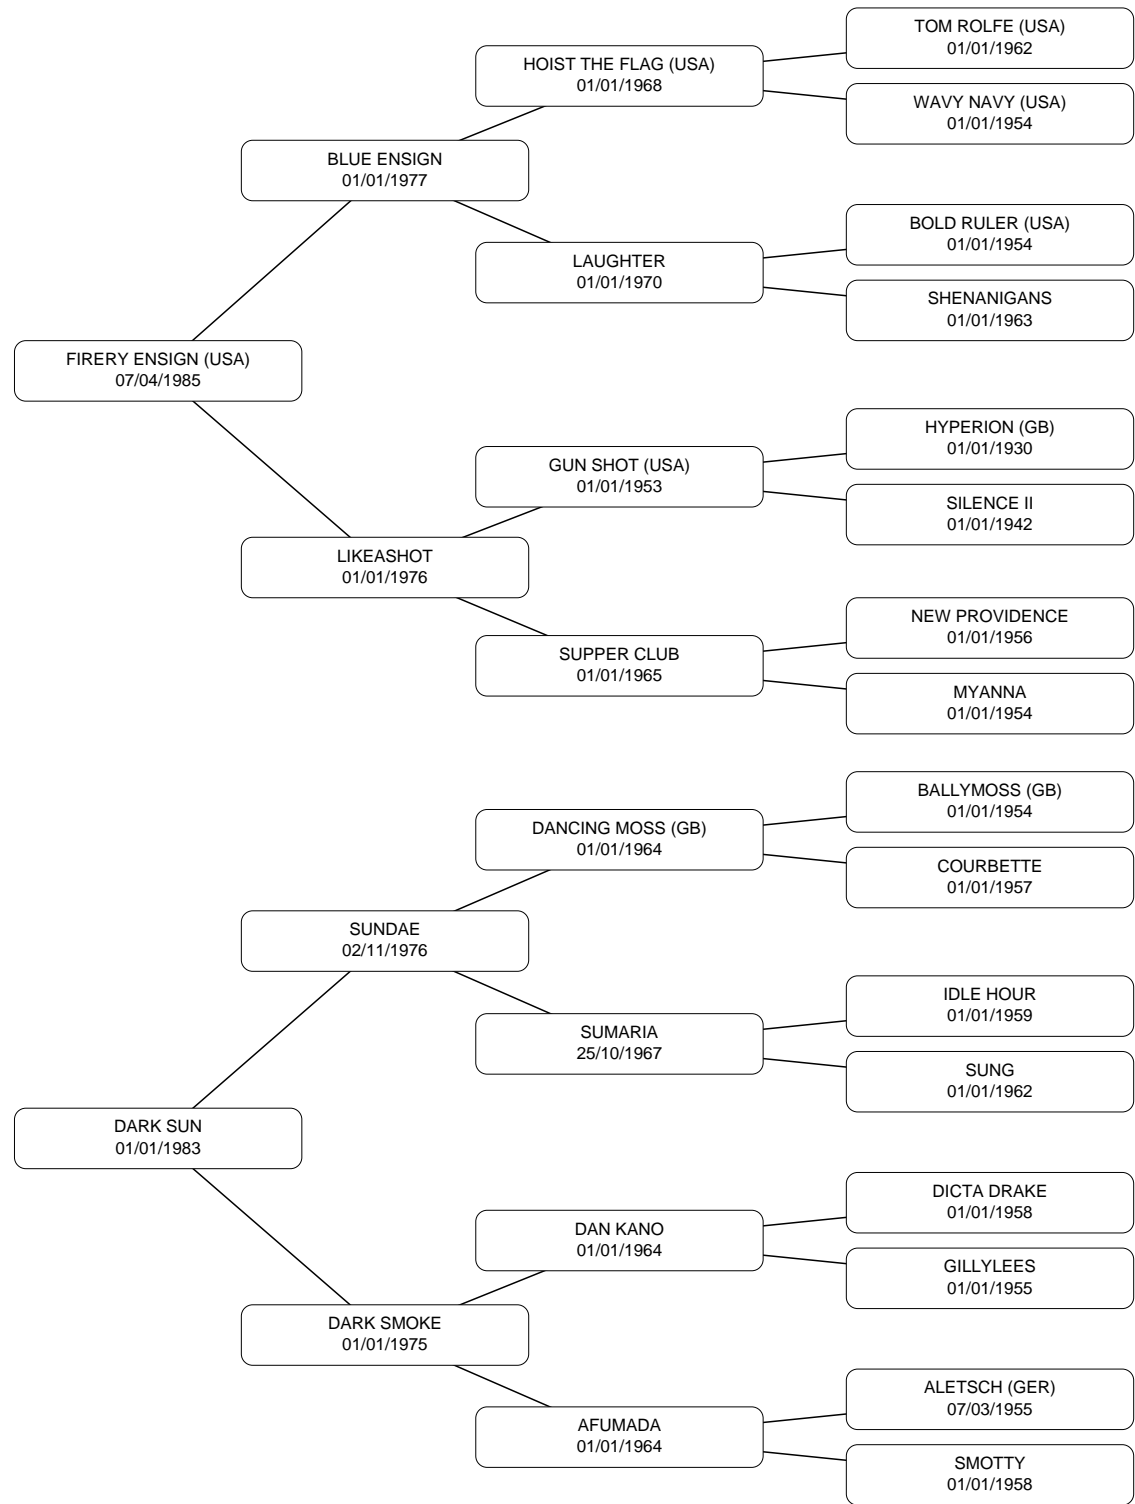 TOM ROLFE (USA)
01/01/1962
HOIST THE FLAG (USA)
01/01/1968
WAVY NAVY (USA)
01/01/1954
BLUE ENSIGN
01/01/1977
BOLD RULER (USA)
01/01/1954
LAUGHTER
01/01/1970
SHENANIGANS
01/01/1963
FIRERY ENSIGN (USA)
07/04/1985
HYPERION (GB)
01/01/1930
GUN SHOT (USA)
01/01/1953
SILENCE II
01/01/1942
LIKEASHOT
01/01/1976
NEW PROVIDENCE
01/01/1956
SUPPER CLUB
01/01/1965
MYANNA
01/01/1954
BALLYMOSS (GB)
01/01/1954
DANCING MOSS (GB)
01/01/1964
COURBETTE
01/01/1957
SUNDAE
02/11/1976
IDLE HOUR
01/01/1959
SUMARIA
25/10/1967
SUNG
01/01/1962
DARK SUN
01/01/1983
DICTA DRAKE
01/01/1958
DAN KANO
01/01/1964
GILLYLEES
01/01/1955
DARK SMOKE
01/01/1975
ALETSCH (GER)
07/03/1955
AFUMADA
01/01/1964
SMOTTY
01/01/1958